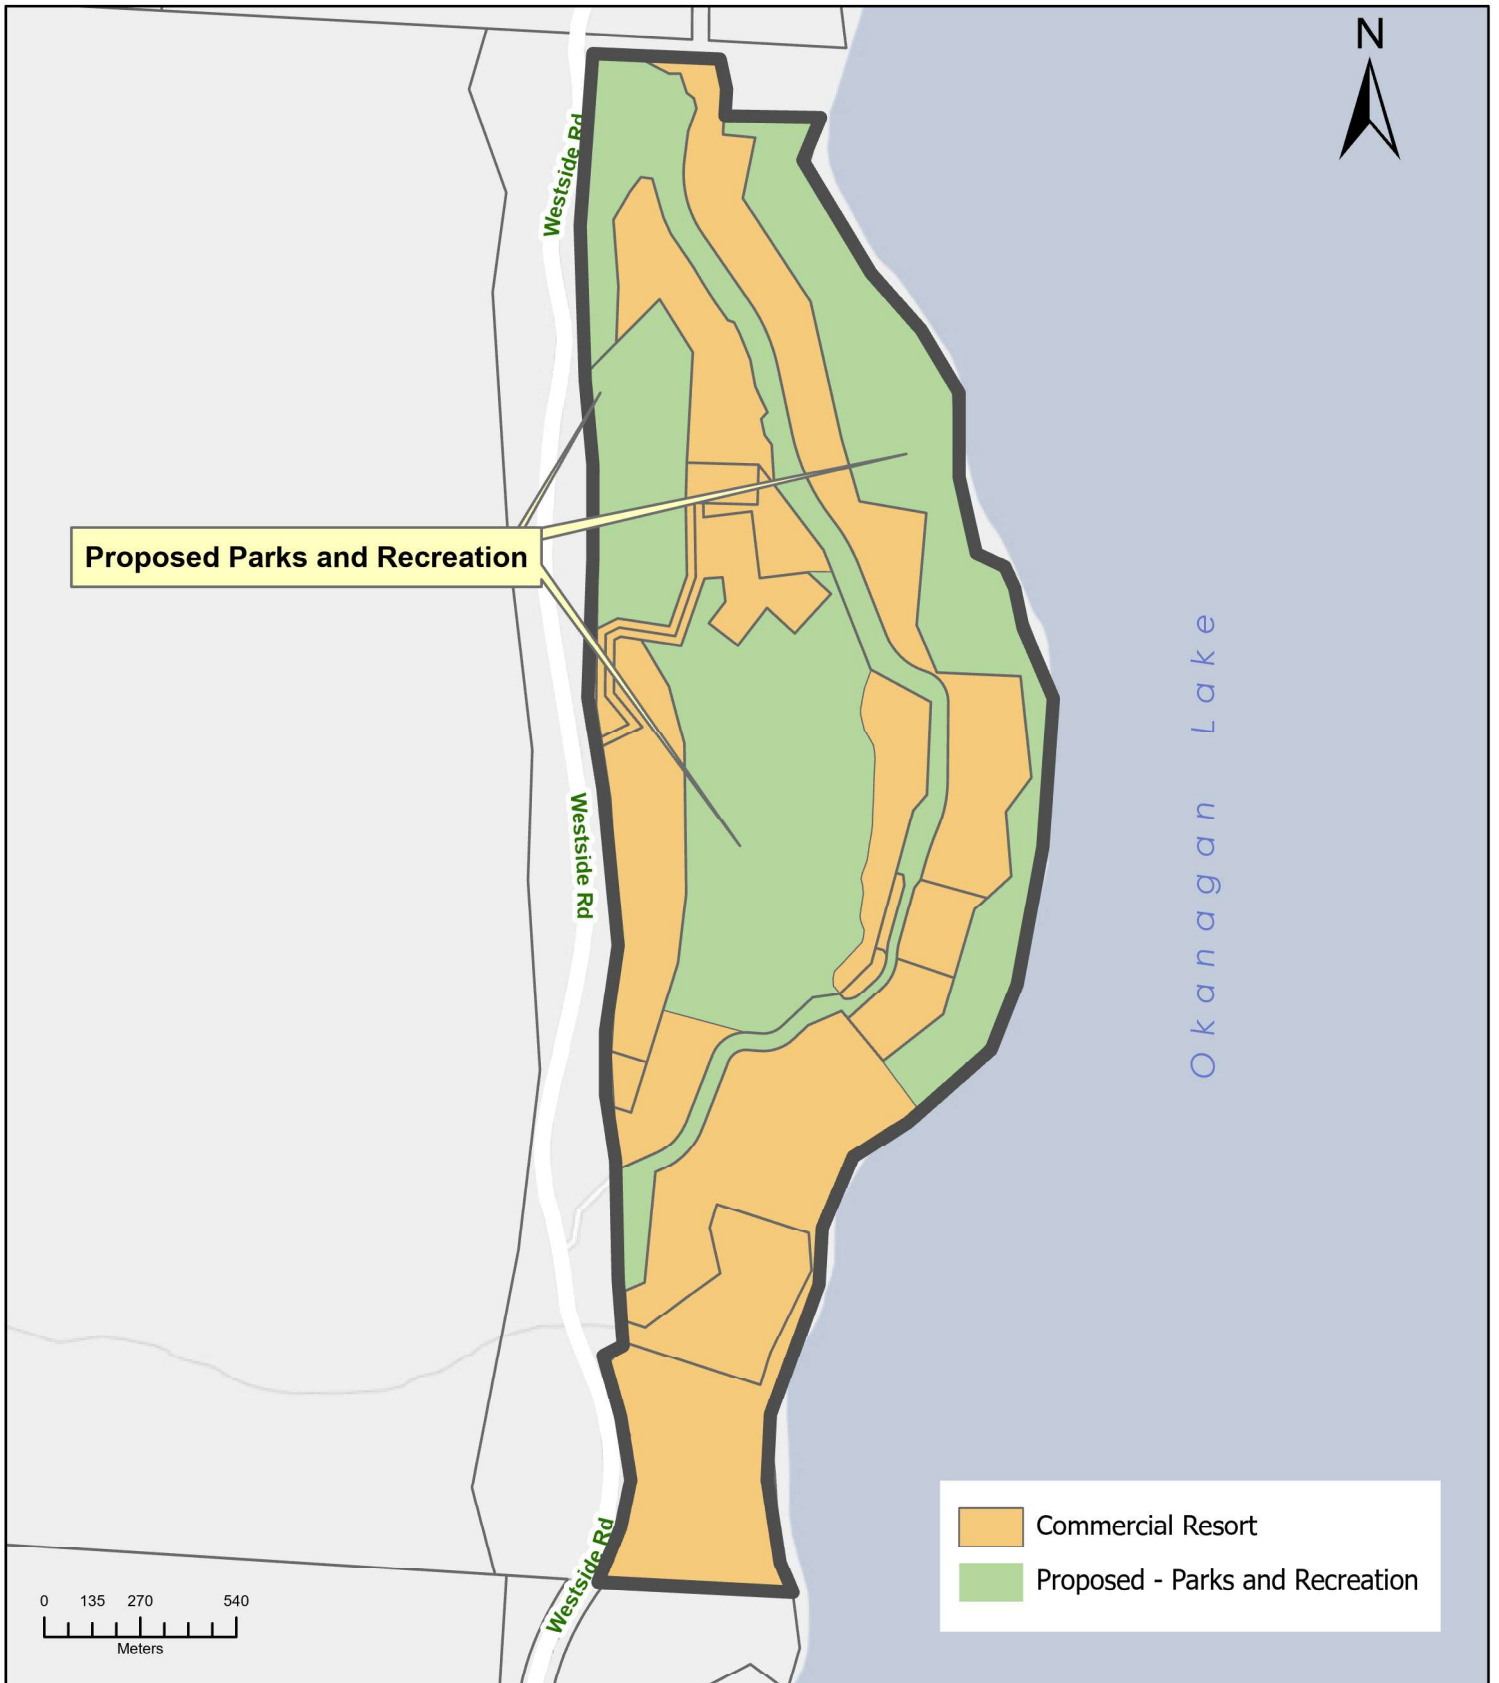 N
Westside Rd
Proposed Parks and Recreation
Okanagan Lake
Westside Rd
Commercial Resort
Proposed - Parks and Recreation
Westside Rd
0 135 270 540
Meters